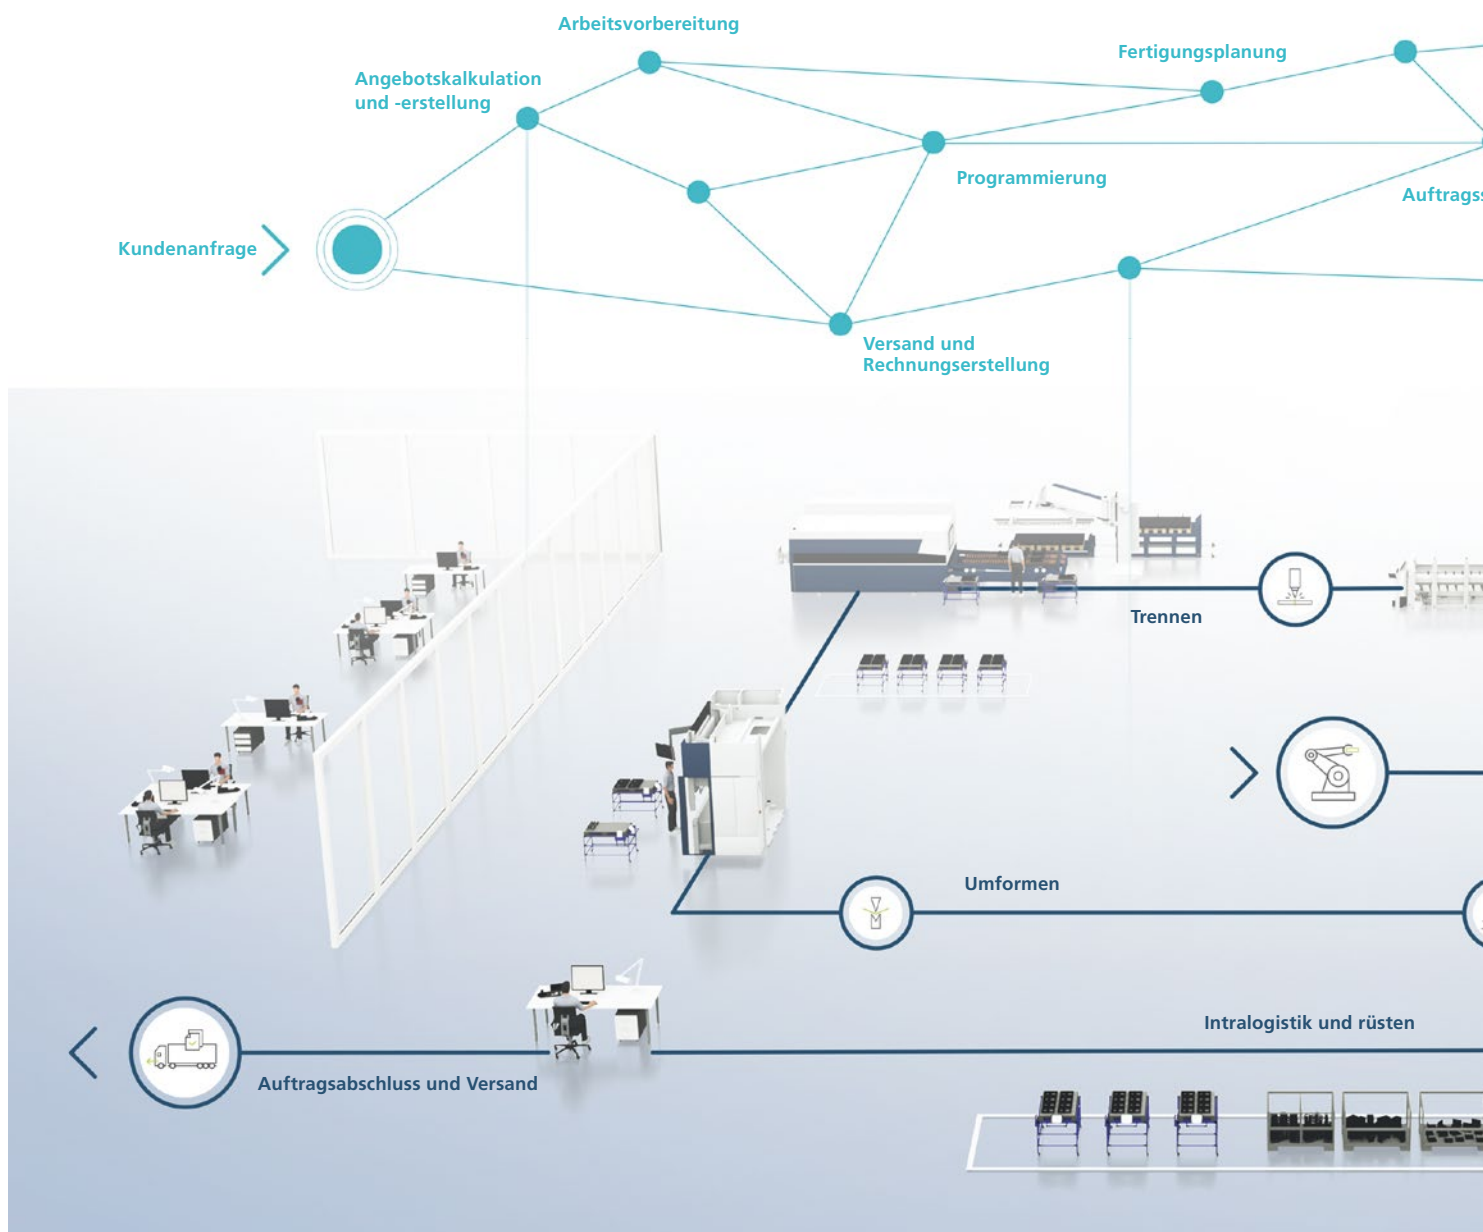 Arbeitsvorbereitung
Fertigungsplanung
Angebotskalkulation
und -erstellung
Programmierung
Kundenanfrage
Versand und
Rechnungserstellung
Trennen
Umformen
Intralogistik und rüsten
Auftragsabschluss und Versand